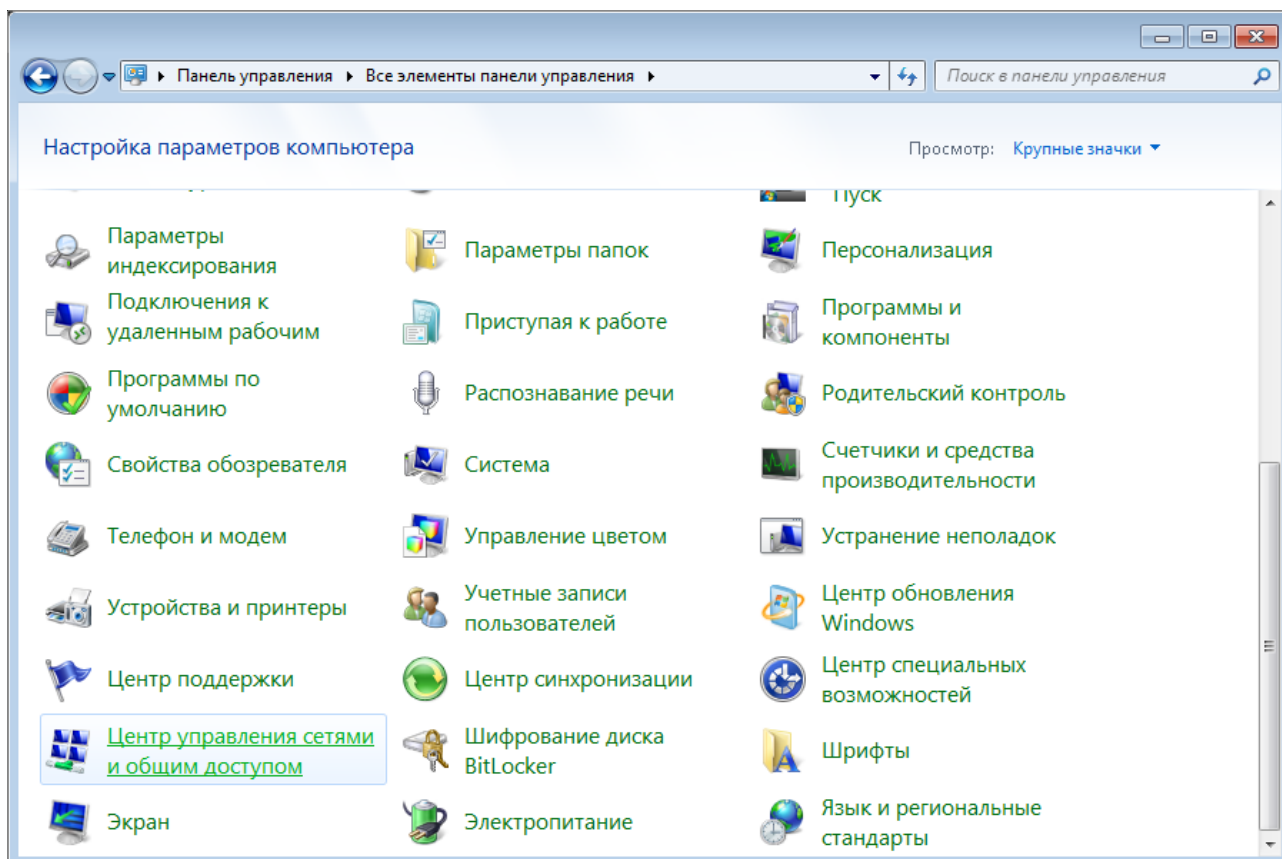 Панель управления
Все элементы панели управления
Поиск в панели управления
Настройка параметров компьютера
Просмотр:
Крупные значки
Пуск
Параметры
индексирования
Параметры папок
Персонализация
Подключения к
удаленным рабочим
Приступая к работе
Программы и
компоненты
Программы по
умолчанию
Распознавание речи
Родительский контроль
Свойства обозревателя
Система
Счетчики и средства
производительности
Телефон и модем
Управление цветом
Устранение неполадок
Устройства и принтеры
Учетные записи
пользователей
Центр обновления
Windows
Центр поддержки
Центр синхронизации
Центр специальных
возможностей
Центр управления сетями
и общим доступом
Шифрование диска
BitLocker
Шрифты
Экран
Электропитание
Язык и региональные
стандарты